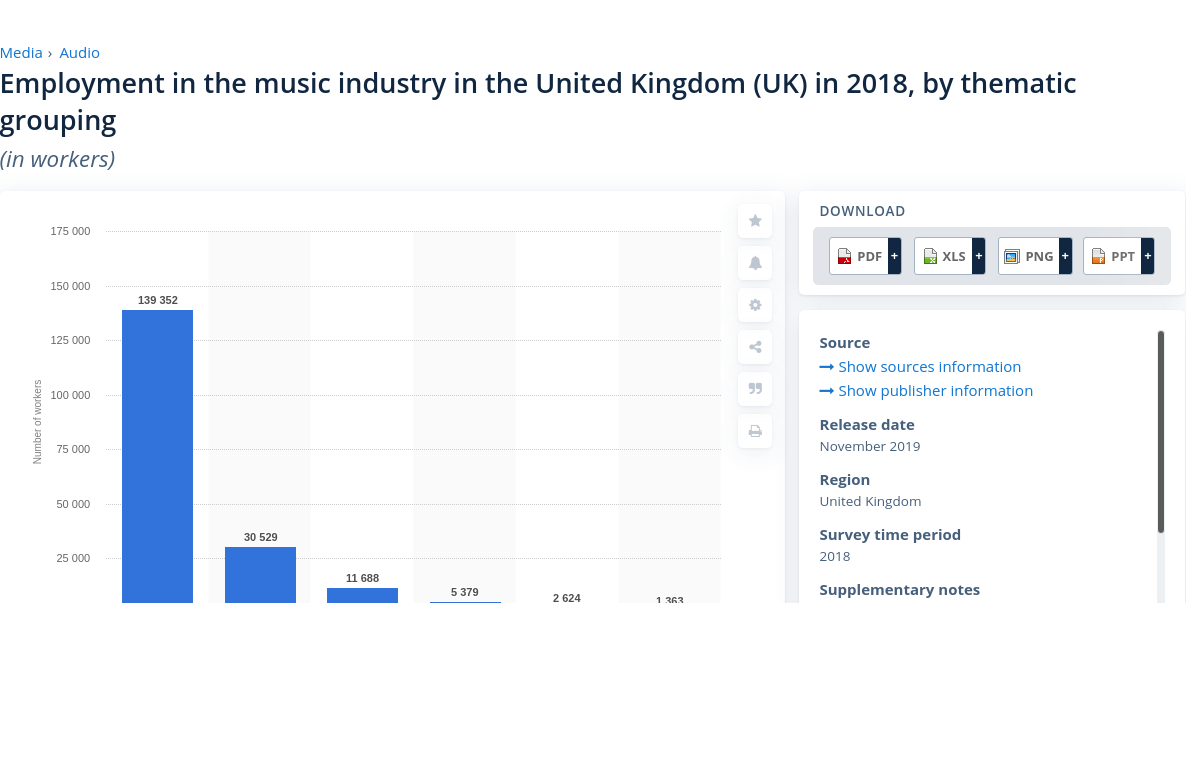 Media › Audio
Employment in the music industry in the United Kingdom (UK) in 2018, by thematic
grouping
(in workers)
175 000
150 000
125 000
100 000
75 000
50 000
25 000
Number of workers
139 352
30 529
11 688
5 379
2 624
1 363
DOWNLOAD
PDF +
XLS +
PNG +
PPT +
Source
Show sources information
Show publisher information
Release date
November 2019
Region
United Kingdom
Survey time period
2018
Supplementary notes